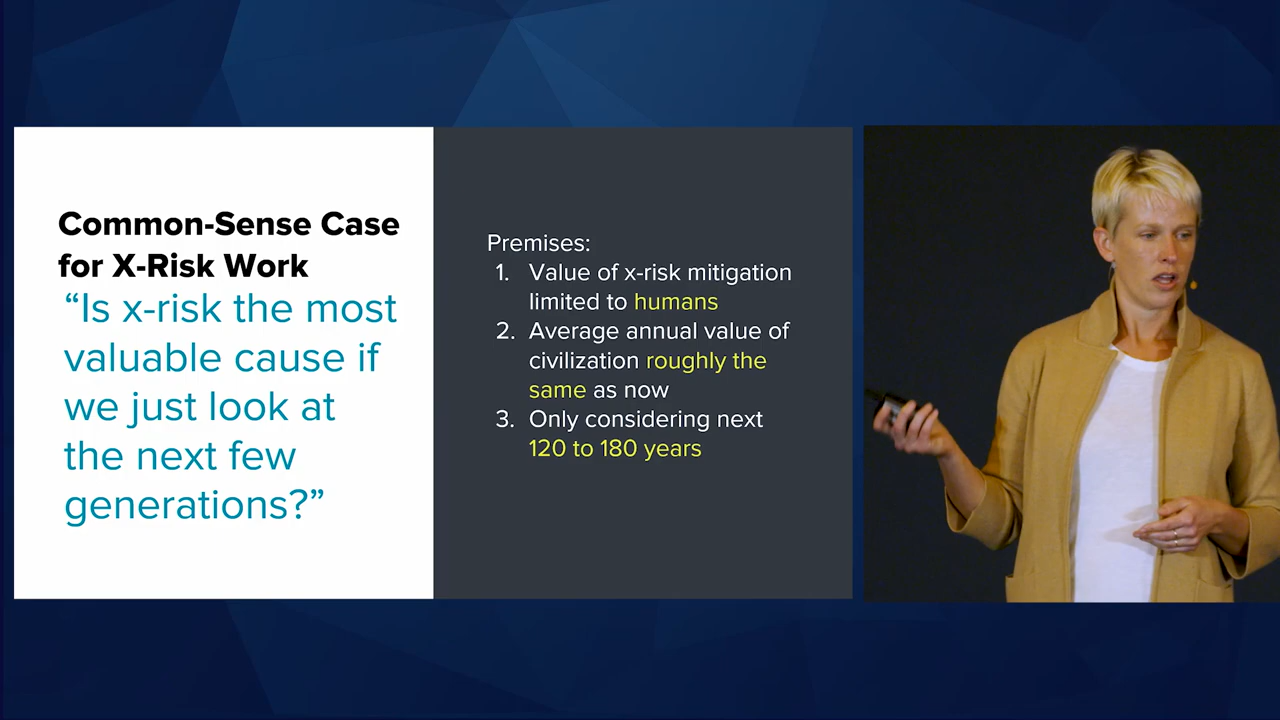 Common-Sense Case
for X-Risk Work
“Is x-risk the most
valuable cause if
we just look at
the next few
generations?”
Premises:
1. Value of x-risk mitigation
limited to humans
2. Average annual value of
civilization roughly the
same as now
3. Only considering next
120 to 180 years